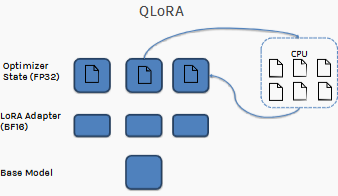 QLoRA
CPU
Optimizer
State (FP32)
LoRA Adapter
(BF16)
Base Model